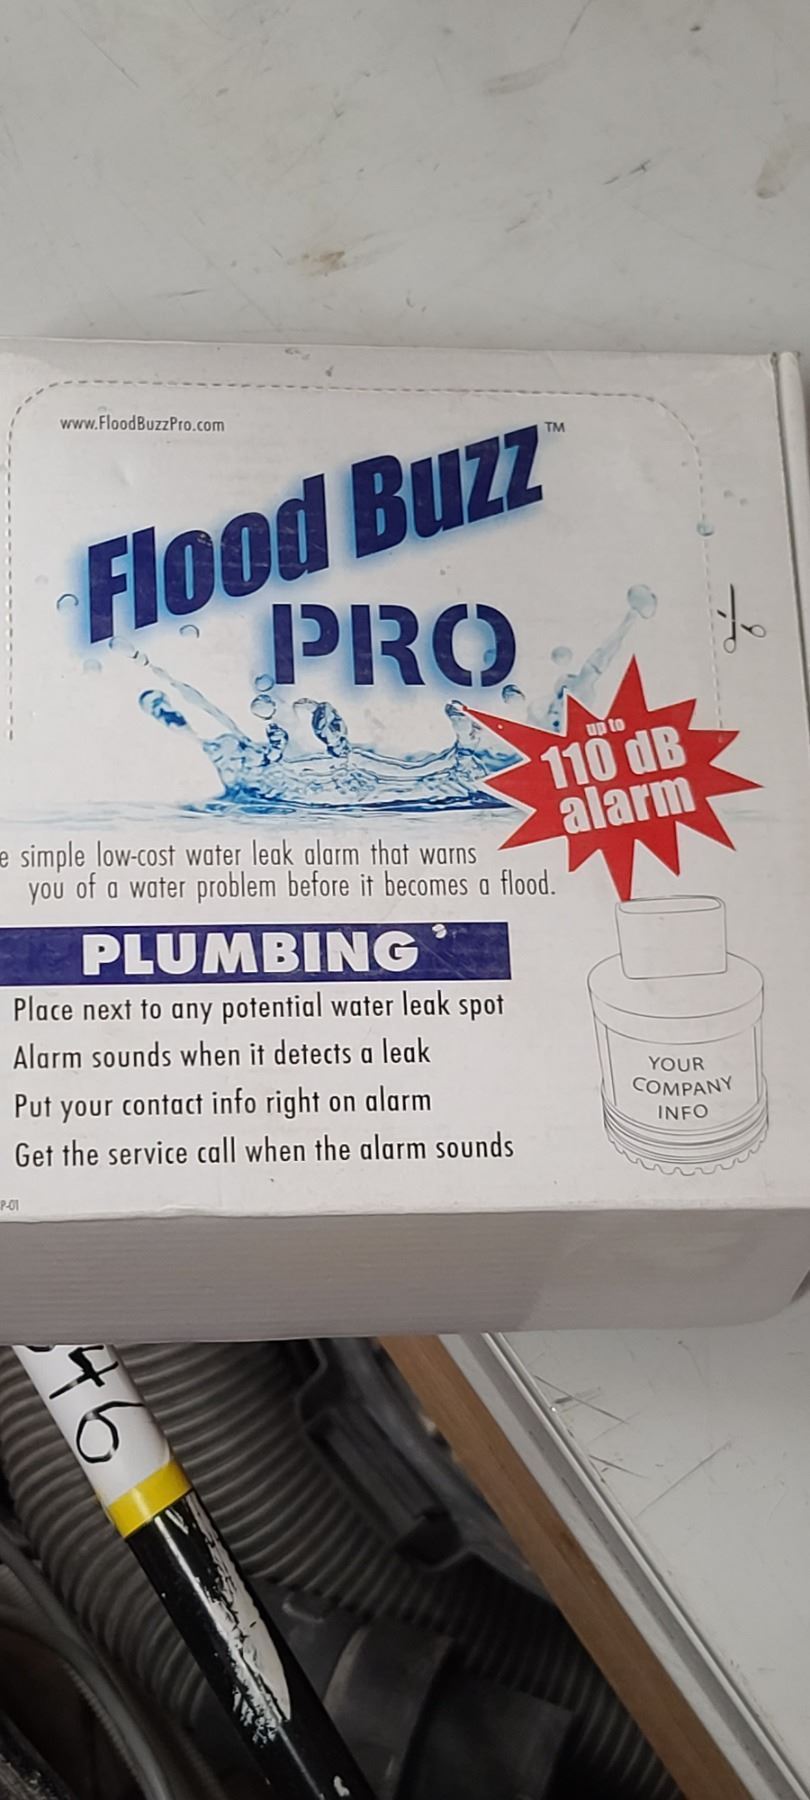 www.FloodBuzzPro.com
Flood Buzz™
PRO
up to
110 dB
alarm
simple low-cost water leak alarm that warns
you of a water problem before it becomes a flood.
PLUMBING
Place next to any potential water leak spot
Alarm sounds when it detects a leak
Put your contact info right on alarm
Get the service call when the alarm sounds
YOUR
COMPANY
INFO
P-01
46